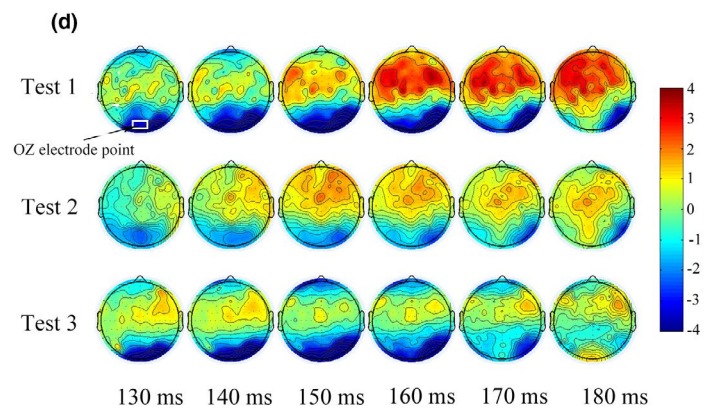 (d)
Test 1
OZ electrode point
Test 2
Test 3
130 ms 140 ms 150 ms 160 ms 170 ms 180 ms
4
3
2
1
0
-1
-2
-3
-4